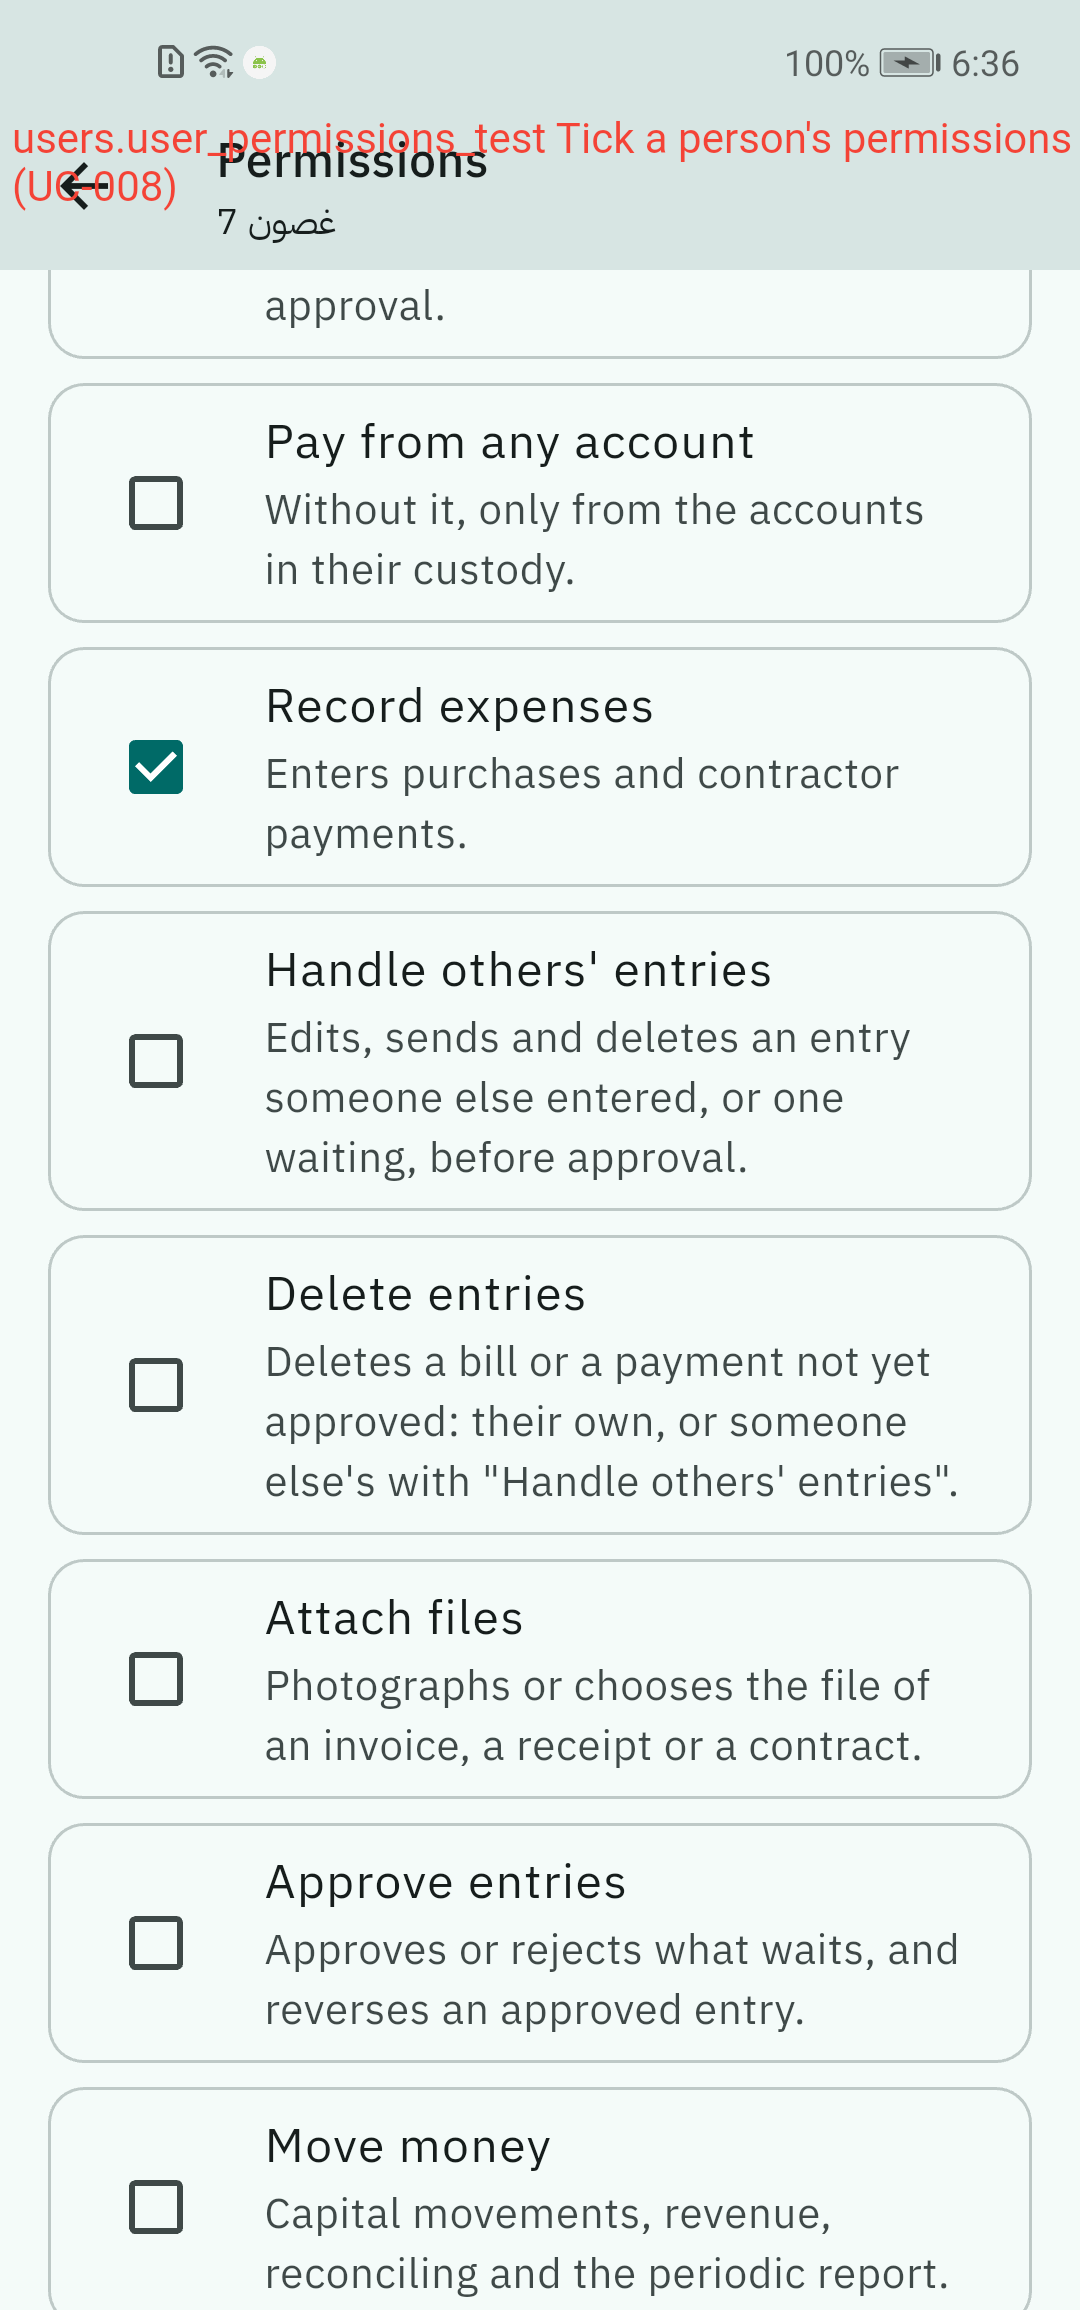 100% 6:36
users.user_permissions_test Tick a person's permissions
(UC-008)
Permissions
غصون 7
approval.
Pay from any account
Without it, only from the accounts
in their custody.
Record expenses
Enters purchases and contractor
payments.
Handle others' entries
Edits, sends and deletes an entry
someone else entered, or one
waiting, before approval.
Delete entries
Deletes a bill or a payment not yet
approved: their own, or someone
else's with "Handle others' entries".
Attach files
Photographs or chooses the file of
an invoice, a receipt or a contract.
Approve entries
Approves or rejects what waits, and
reverses an approved entry.
Move money
Capital movements, revenue,
reconciling and the periodic report.